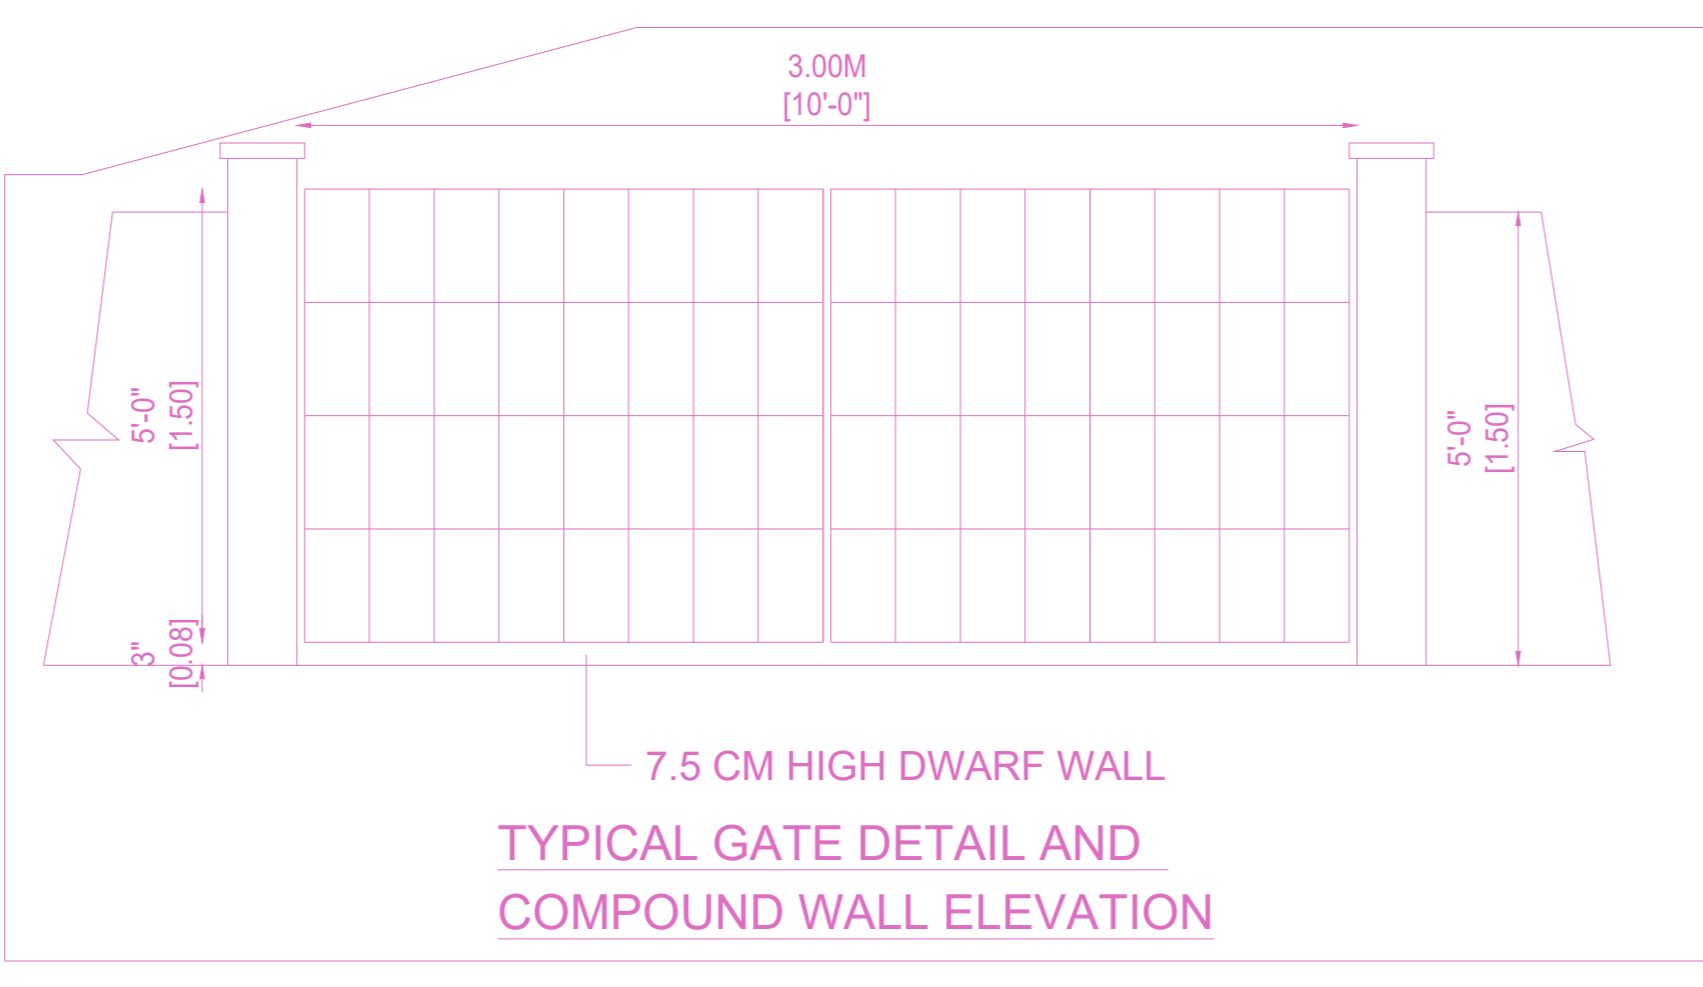 3.00M
[10'-0"]
5'-0"
[1.50]
5'-0"
[1.50]
3"
[0.08]
7.5 CM HIGH DWARF WALL
TYPICAL GATE DETAIL AND
COMPOUND WALL ELEVATION